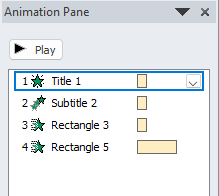 Animation Pane
Play
1 Title 1
2 Subtitle 2
3 Rectangle 3
4 Rectangle 5